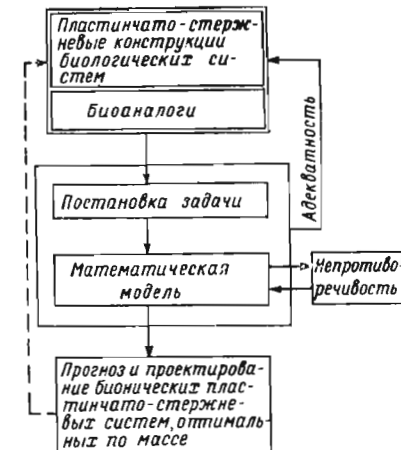 Пластинчато-стерж-
невые конструкции
биологических сис-
тем
Биоаналоги
Адекватность
Постановка задачи
Математическая
модель
Непротиво-
речивость
Прогноз и проектирова-
ние бионических плас-
тинчато-стержне-
вых систем, оптималь-
ных по массе